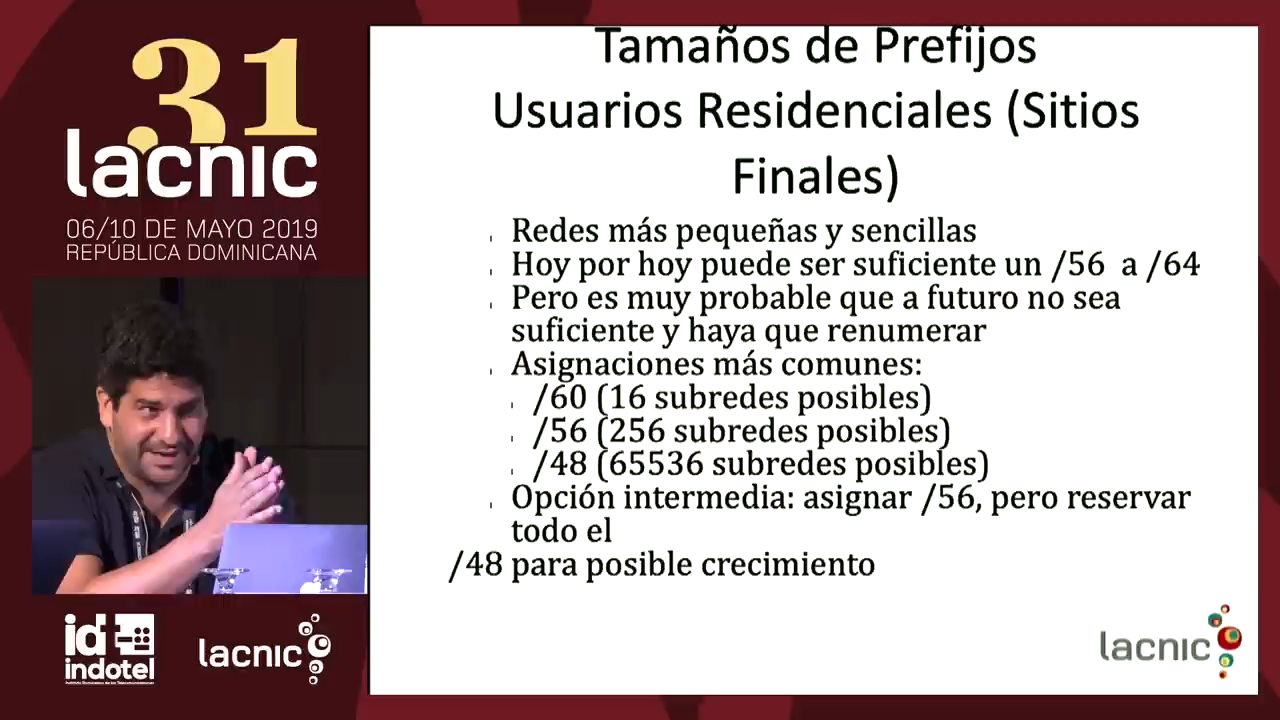 31
lacnic
06/10 DE MAYO 2019
REPÚBLICA DOMINICANA
Tamaños de Prefijos
Usuarios Residenciales (Sitios
Finales)
Redes más pequeñas y sencillas
Hoy por hoy puede ser suficiente un /56 a /64
Pero es muy probable que a futuro no sea
suficiente y haya que renumerar
Asignaciones más comunes:
/60 (16 subredes posibles)
/56 (256 subredes posibles)
/48 (65536 subredes posibles)
Opción intermedia: asignar /56, pero reservar
todo el
/48 para posible crecimiento
indotel
lacnic
lacnic